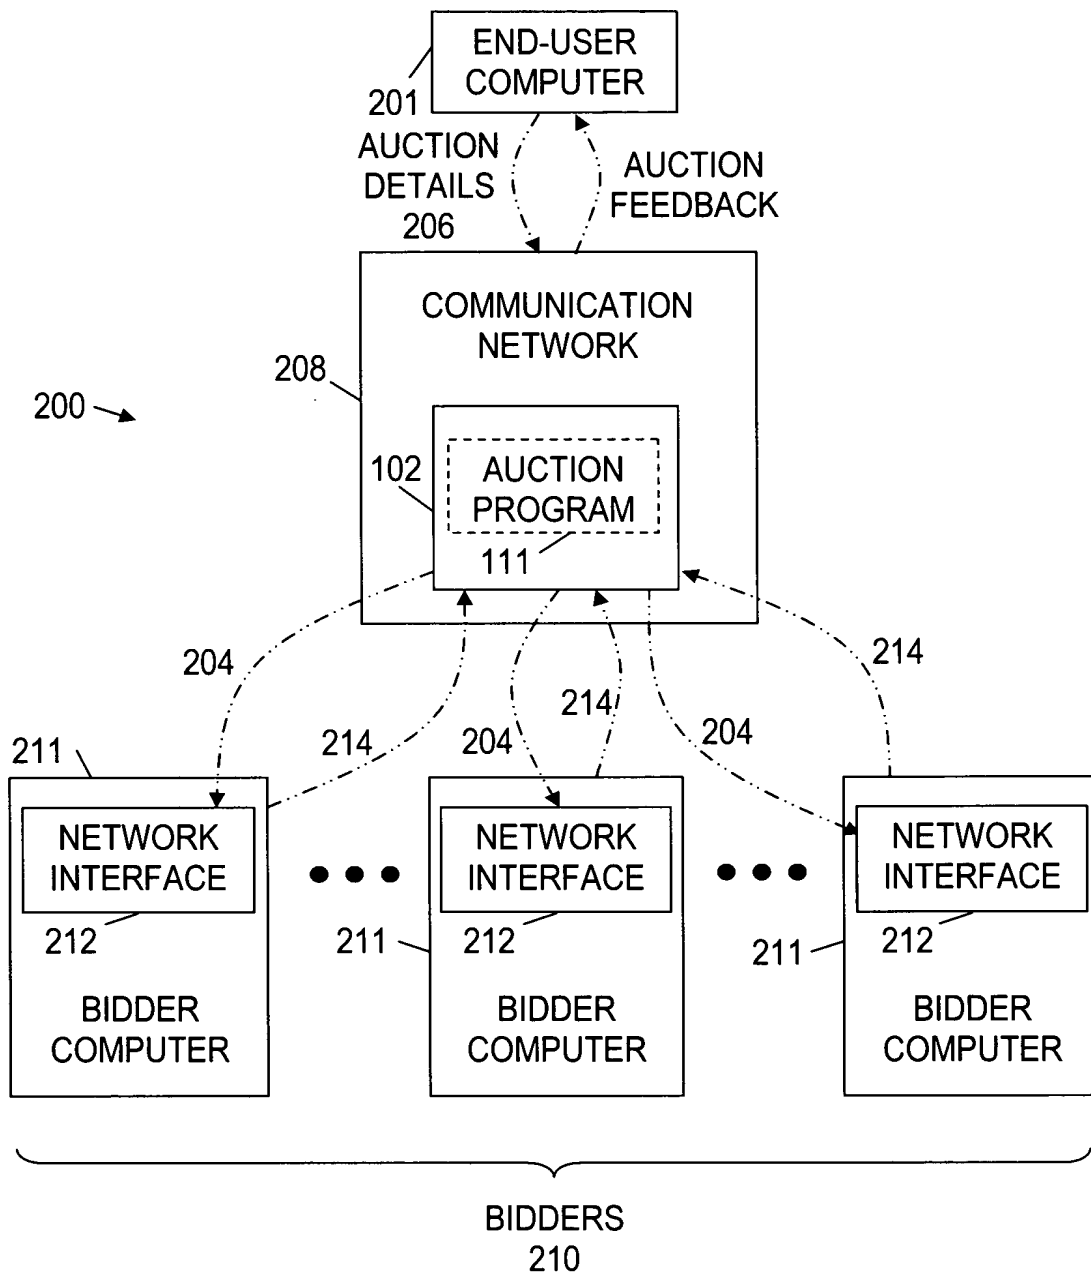 END-USER
COMPUTER
201
AUCTION
DETAILS
206
AUCTION
FEEDBACK
COMMUNICATION
NETWORK
208
200
102
AUCTION
PROGRAM
111
204
214
204
214
204
214
211
NETWORK
INTERFACE
212
BIDDER
COMPUTER
211
NETWORK
INTERFACE
212
BIDDER
COMPUTER
211
NETWORK
INTERFACE
212
BIDDER
COMPUTER
BIDDERS
210